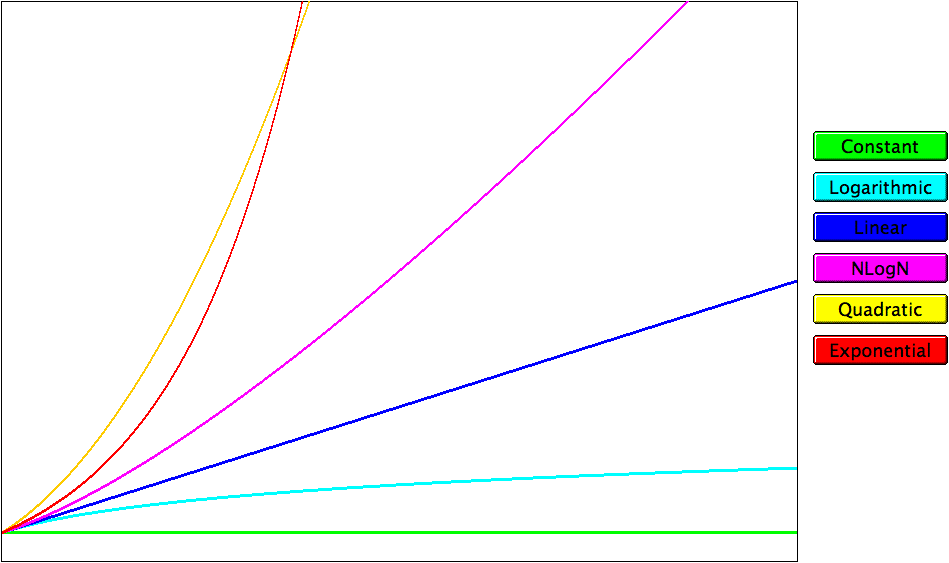 Constant
Logarithmic
Linear
NLogN
Quadratic
Exponential